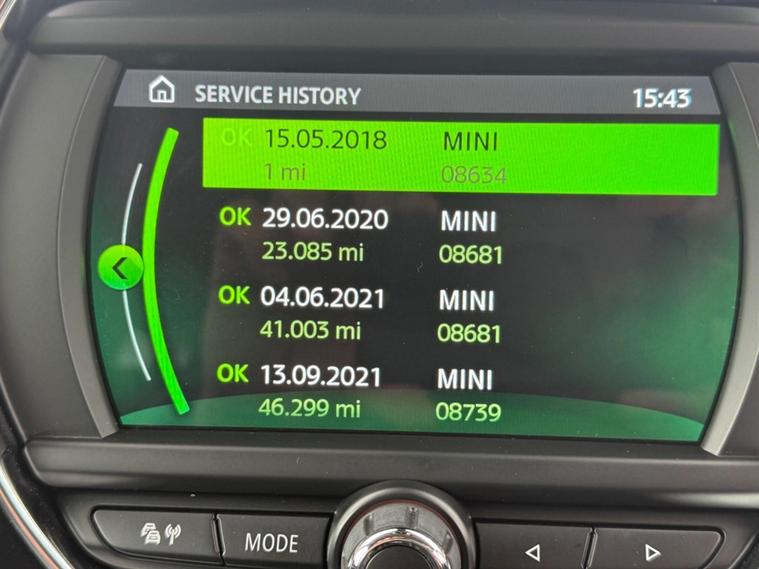 SERVICE HISTORY 15:43
OK 15.05.2018 MINI
1 mi 08634
OK 29.06.2020 MINI
23.085 mi 08681
OK 04.06.2021 MINI
41.003 mi 08681
OK 13.09.2021 MINI
46.299 mi 08739
MODE